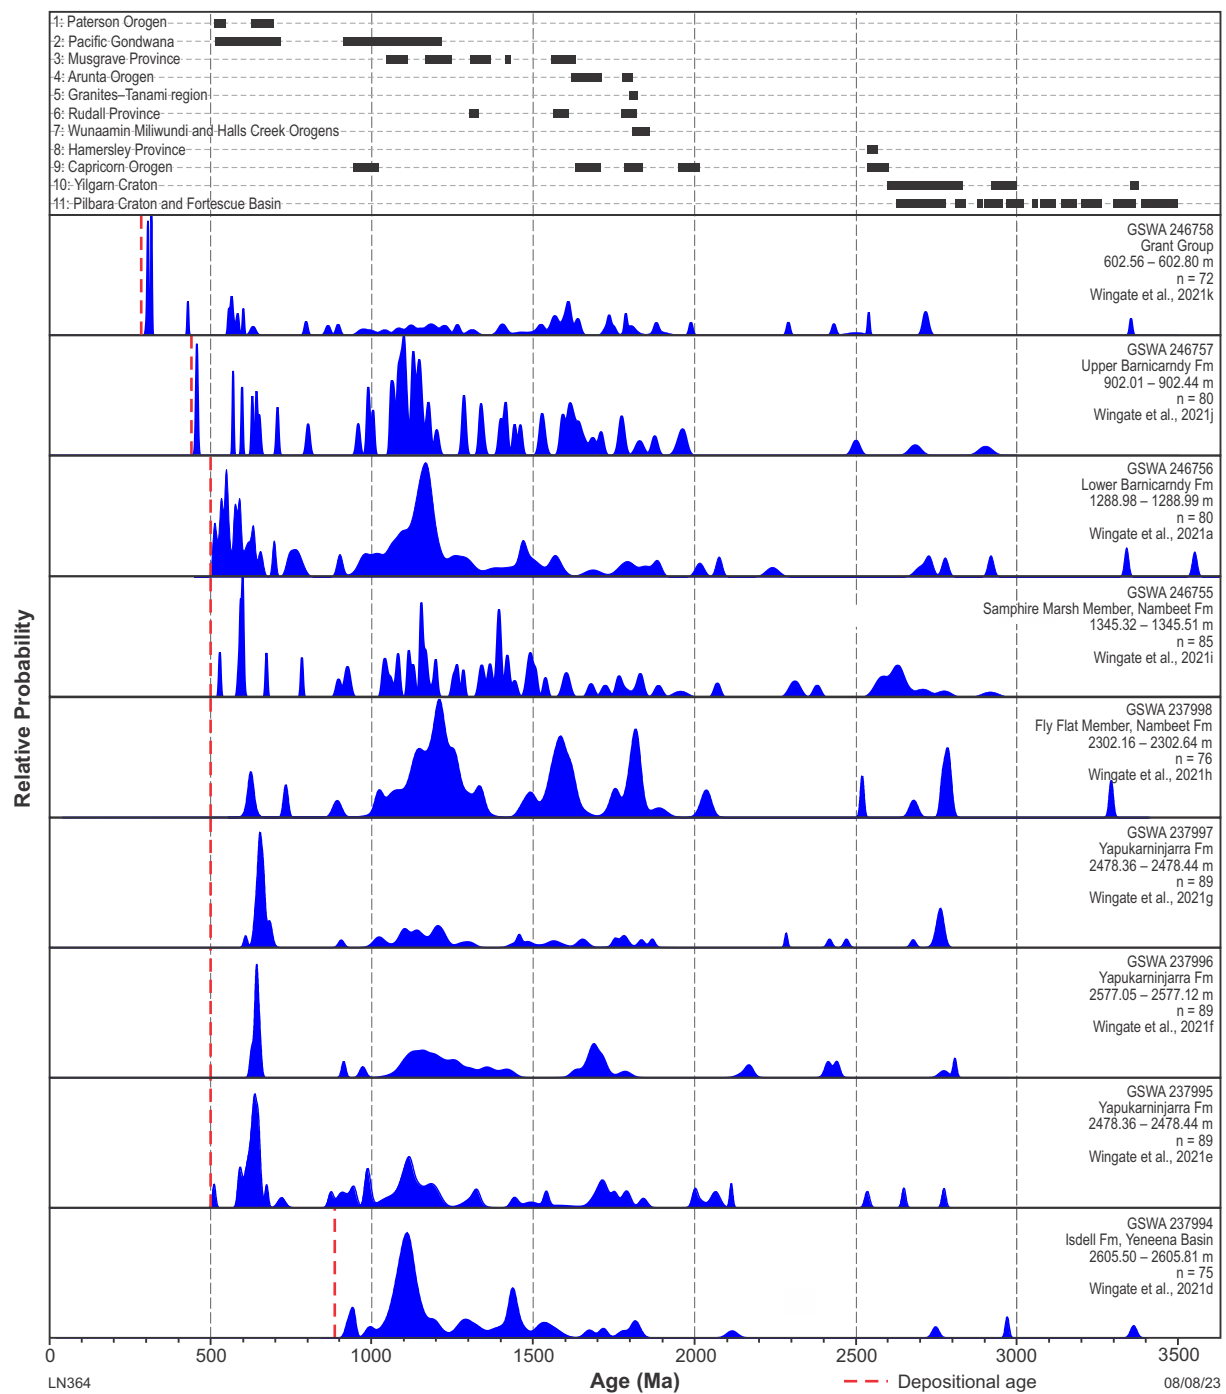 1: Paterson Orogen
2: Pacific Gondwana
3: Musgrave Province
4: Arunta Orogen
5: Granites–Tanami region
6: Rudall Province
7: Wunaamin Miliwundi and Halls Creek Orogens
8: Hamersley Province
9: Capricorn Orogen
10: Yilgarn Craton
11: Pilbara Craton and Fortescue Basin
GSWA 246758
Grant Group
602.56 – 602.80 m
n = 72
Wingate et al., 2021k
GSWA 246757
Upper Barnicarndy Fm
902.01 – 902.44 m
n = 80
Wingate et al., 2021j
GSWA 246756
Lower Barnicarndy Fm
1288.98 – 1288.99 m
n = 80
Wingate et al., 2021a
GSWA 246755
Samphire Marsh Member, Nambeet Fm
1345.32 – 1345.51 m
n = 85
Wingate et al., 2021i
GSWA 237998
Fly Flat Member, Nambeet Fm
2302.16 – 2302.64 m
n = 76
Wingate et al., 2021h
GSWA 237997
Yapukarninjarra Fm
2478.36 – 2478.44 m
n = 89
Wingate et al., 2021g
GSWA 237996
Yapukarninjarra Fm
2577.05 – 2577.12 m
n = 89
Wingate et al., 2021f
GSWA 237995
Yapukarninjarra Fm
2478.36 – 2478.44 m
n = 89
Wingate et al., 2021e
GSWA 237994
Isdell Fm, Yeneena Basin
2605.50 – 2605.81 m
n = 75
Wingate et al., 2021d
Relative Probability
0 500 1000 1500 2000 2500 3000 3500
Age (Ma)
Depositional age
LN364
08/08/23